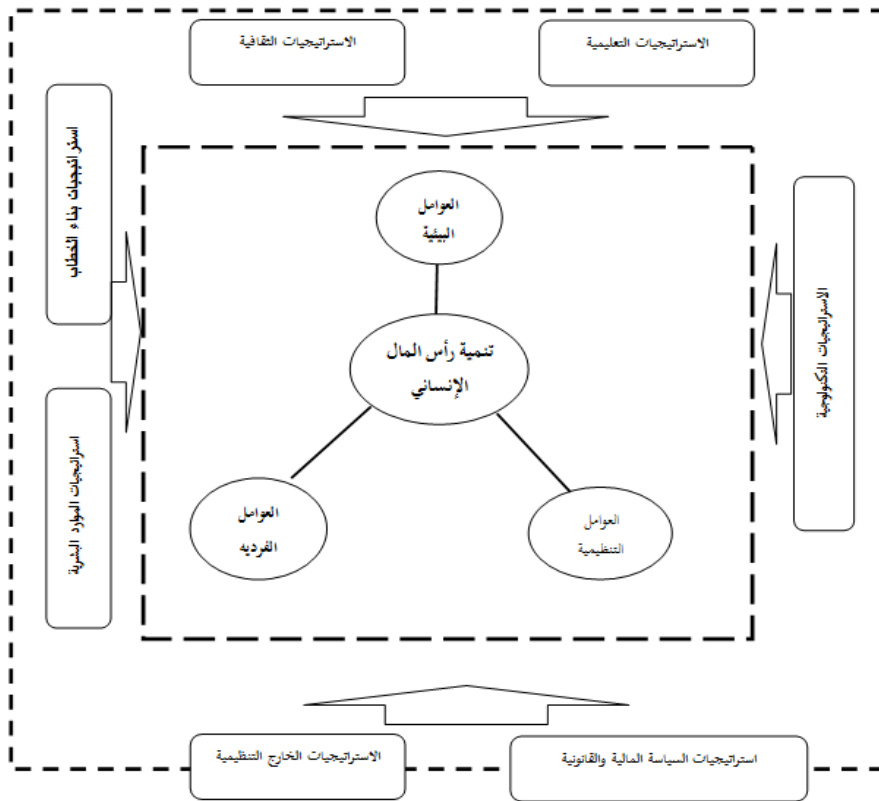 الاستراتيجيات التعليمية
الاستراتيجيات الثقافية
استراتيجيات بناء الخطاب
استراتيجيات الموارد البشرية
الاستراتيجيات التكنولوجية
العوامل
البيئية
تنمية رأس المال
الإنساني
العوامل
الفرديه
العوامل
التنظيمية
استراتيجيات السياسة المالية والقانونية
الاستراتيجيات الخارج التنظيمية